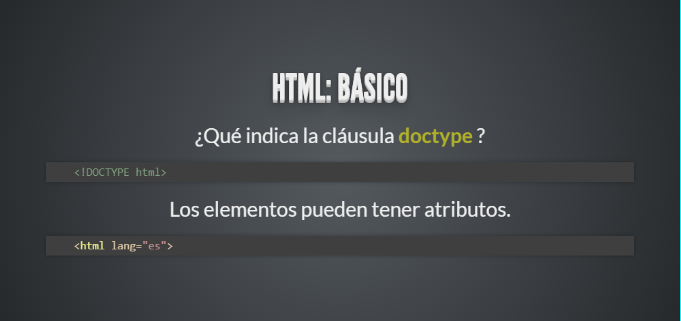 HTML: BÁSICO
¿Qué indica la cláusula doctype ?
<!DOCTYPE html>
Los elementos pueden tener atributos.
<html lang="es">